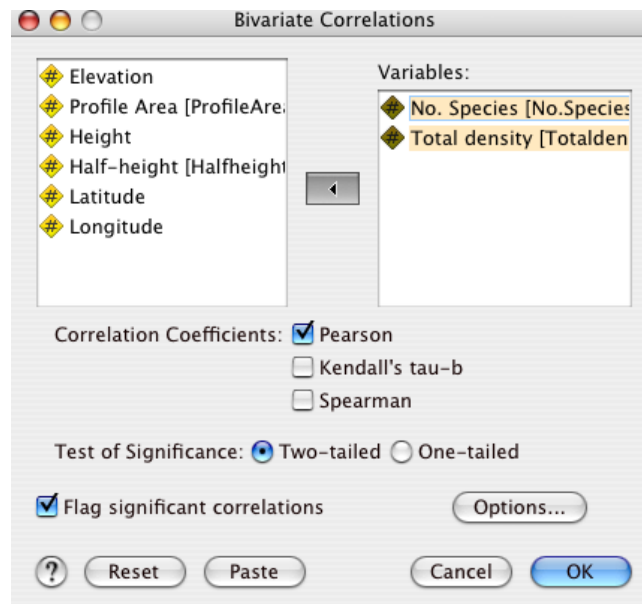 Bivariate Correlations
Elevation
Profile Area [ProfileArea
Height
Half-height [Halfheight
Latitude
Longitude
Variables:
No. Species [No.Species
Total density [Totalden
Correlation Coefficients: Pearson
Kendall's tau-b
Spearman
Test of Significance: Two-tailed One-tailed
Flag significant correlations
Options...
? Reset Paste Cancel OK